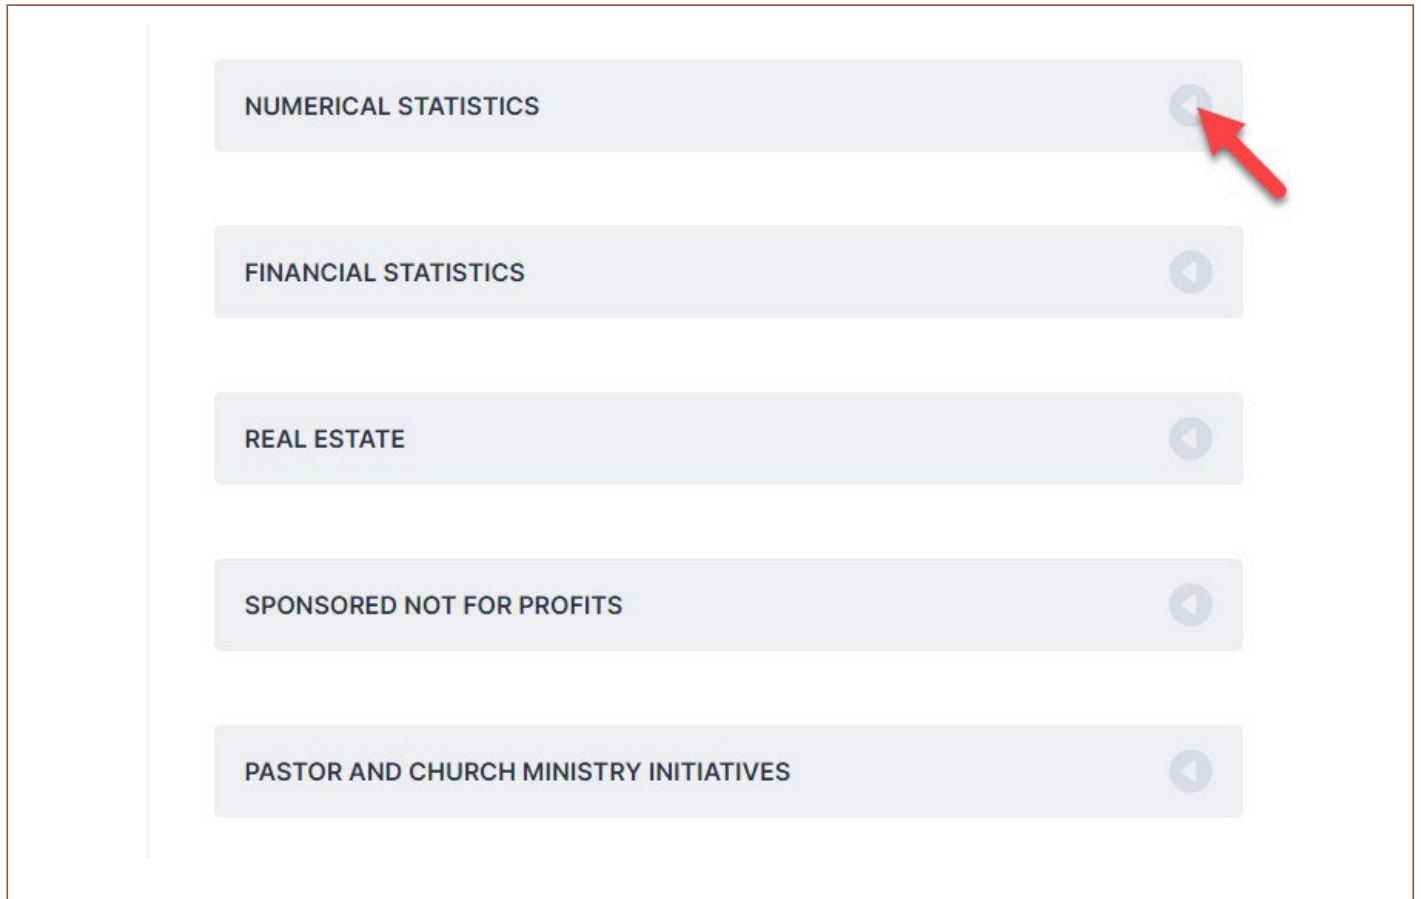 NUMERICAL STATISTICS
FINANCIAL STATISTICS
REAL ESTATE
SPONSORED NOT FOR PROFITS
PASTOR AND CHURCH MINISTRY INITIATIVES